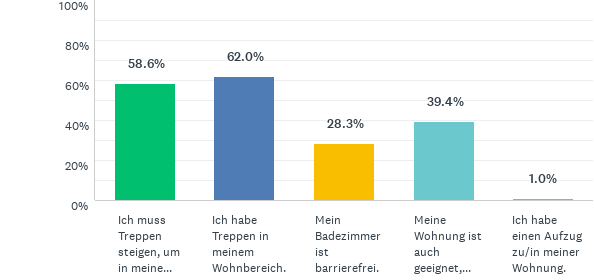 100%
80%
60%
40%
20%
0%
58.6%
62.0%
28.3%
39.4%
1.0%
Ich muss
Treppen
steigen, um
in meine...
Ich habe
Treppen in
meinem
Wohnbereich.
Mein
Badezimmer
ist
barrierefrei.
Meine
Wohnung ist
auch
geeignet,...
Ich habe
einen Aufzug
zu/in meiner
Wohnung.